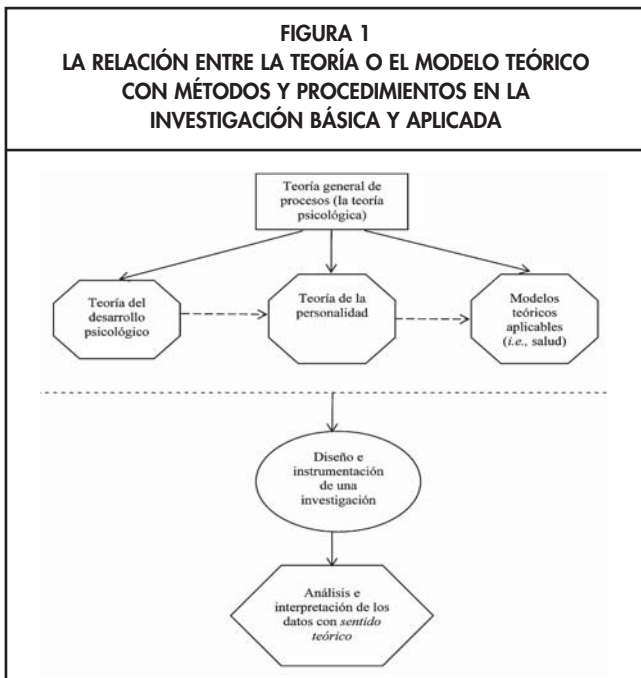 FIGURA 1
LA RELACIÓN ENTRE LA TEORÍA O EL MODELO TEÓRICO
CON MÉTODOS Y PROCEDIMIENTOS EN LA
INVESTIGACIÓN BÁSICA Y APLICADA
Teoría general de
procesos (la teoría
psicológica)
Teoría del
desarrollo
psicológico
Teoría de la
personalidad
Modelos
teóricos
aplicables
(i.e., salud)
Diseño e
instrumentación
de una
investigación
Análisis e
interpretación de los
datos con sentido
teórico